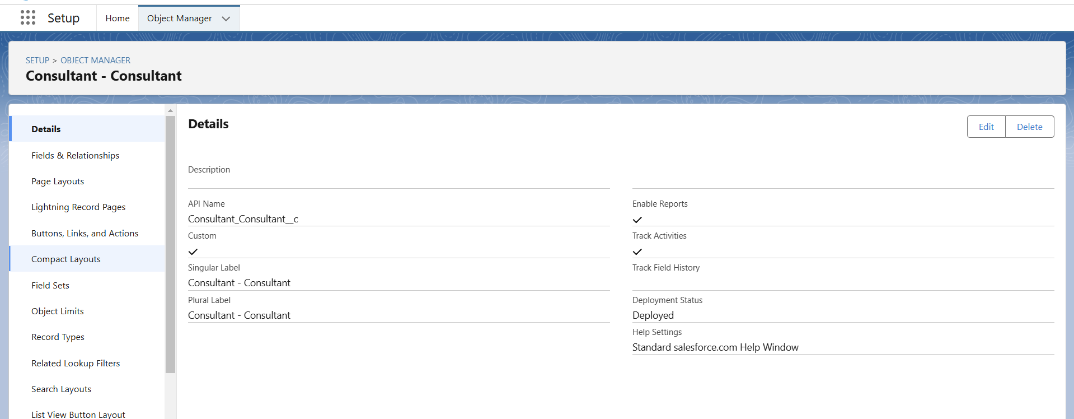 Setup
Home
Object Manager
SETUP > OBJECT MANAGER
Consultant - Consultant
Details
Fields & Relationships
Page Layouts
Lightning Record Pages
Buttons, Links, and Actions
Compact Layouts
Field Sets
Object Limits
Record Types
Related Lookup Filters
Search Layouts
List View Button Layout
Details
Edit
Delete
Description
API Name
Consultant_Consultant__c
Custom
Singular Label
Consultant - Consultant
Plural Label
Consultant - Consultant
Enable Reports
Track Activities
Track Field History
Deployment Status
Deployed
Help Settings
Standard salesforce.com Help Window